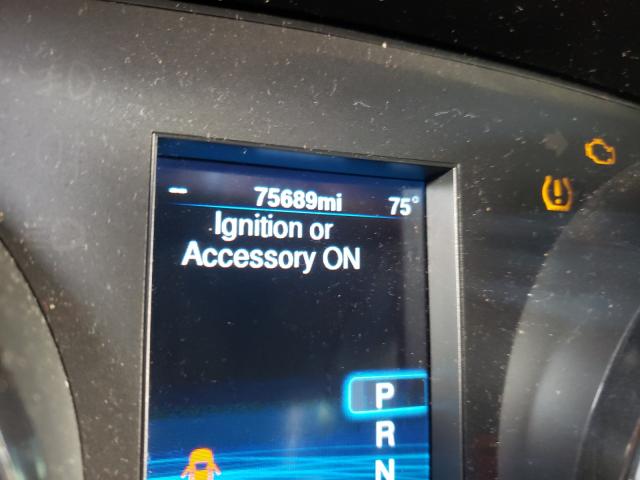 75689mi 75°
Ignition or
Accessory ON
P
R
N